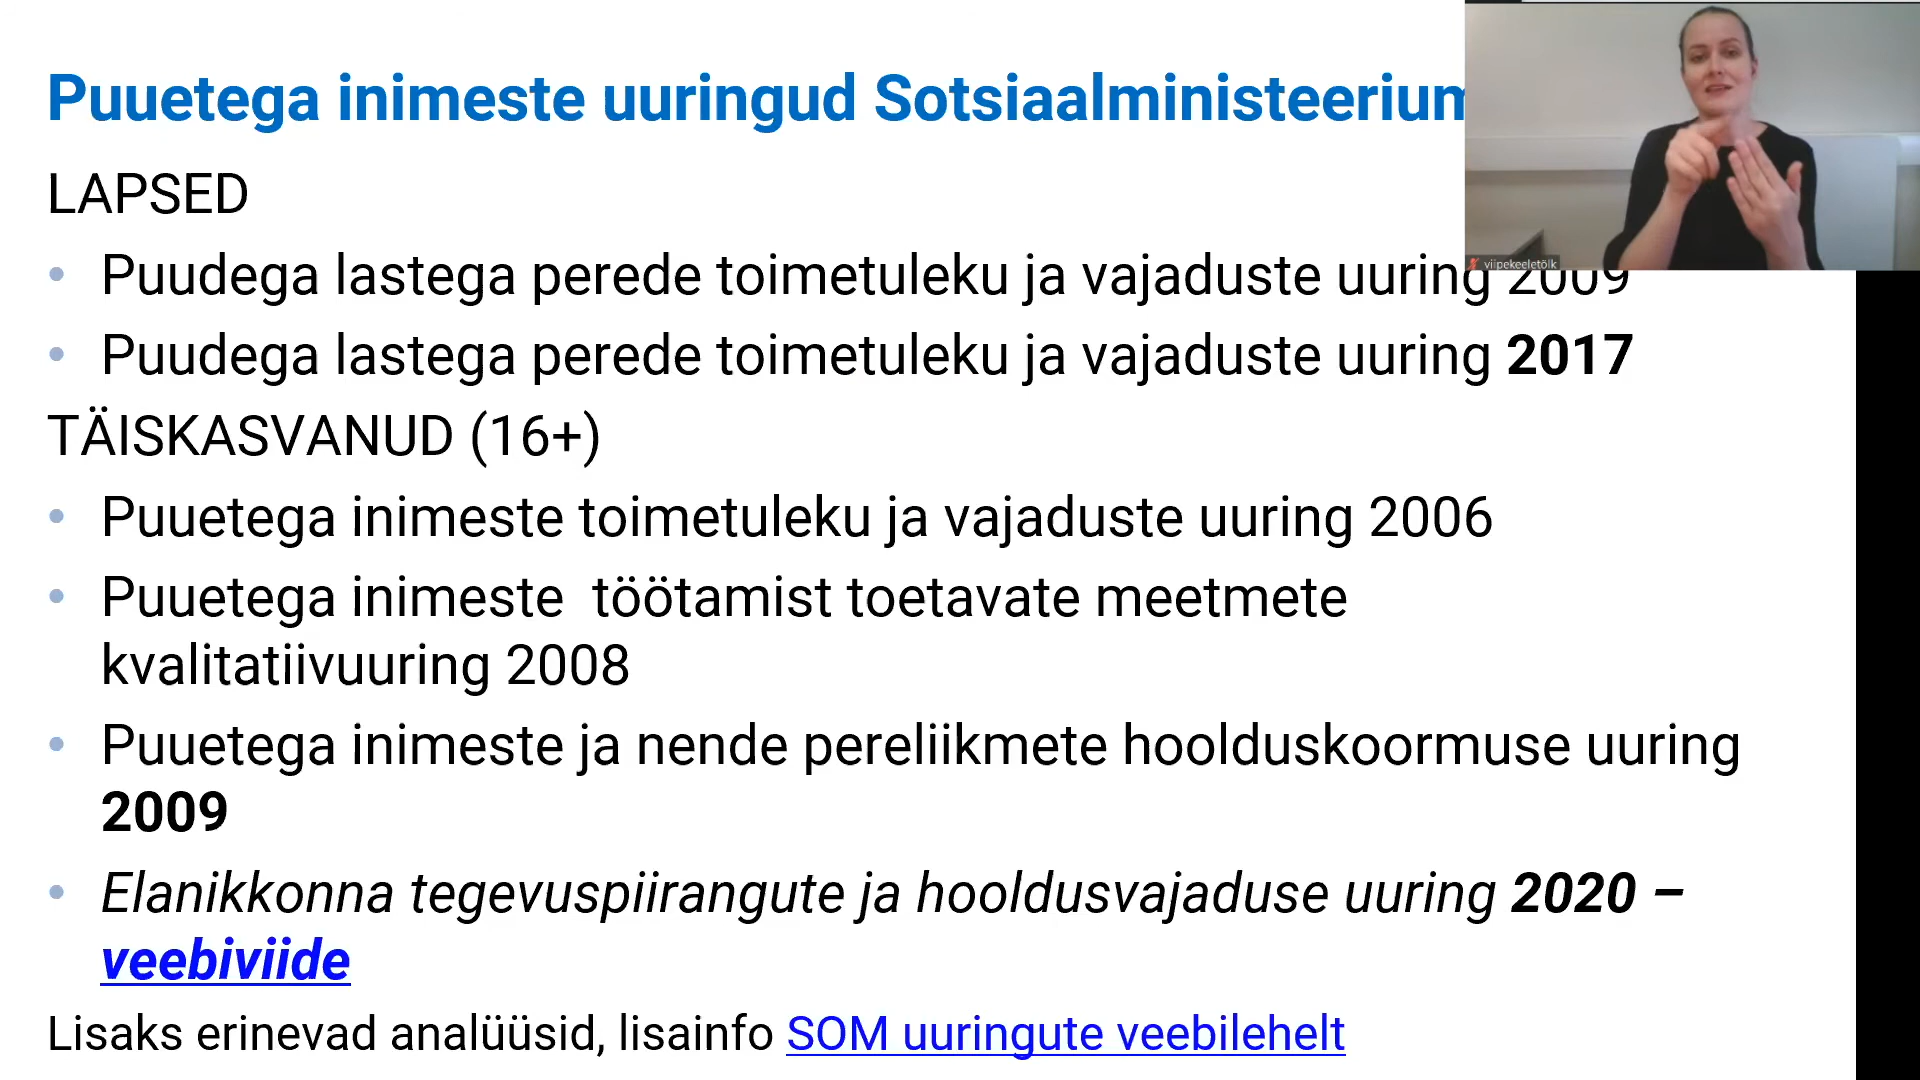 Puuetega inimeste uuringud
LAPSED
• Puudega lastega perede toimetuleku ja vajaduste uuring 2009
• Puudega lastega perede toimetuleku ja vajaduste uuring 2017
TÄISKASVANUD (16+)
• Puuetega inimeste toimetuleku ja vajaduste uuring 2006
• Puuetega inimeste  töötamist toetavate meetmete
kvalitatiivuuring 2008
• Puuetega inimeste ja nende pereliikmete hoolduskoormuse uuring
2009
• Elanikkonna tegevuspiirangute ja hooldusvajaduse uuring 2020 –
veebiviide
Lisaks erinevad analüüsid, lisainfo SOM uuringute veebilehelt
viipekeeletõlk